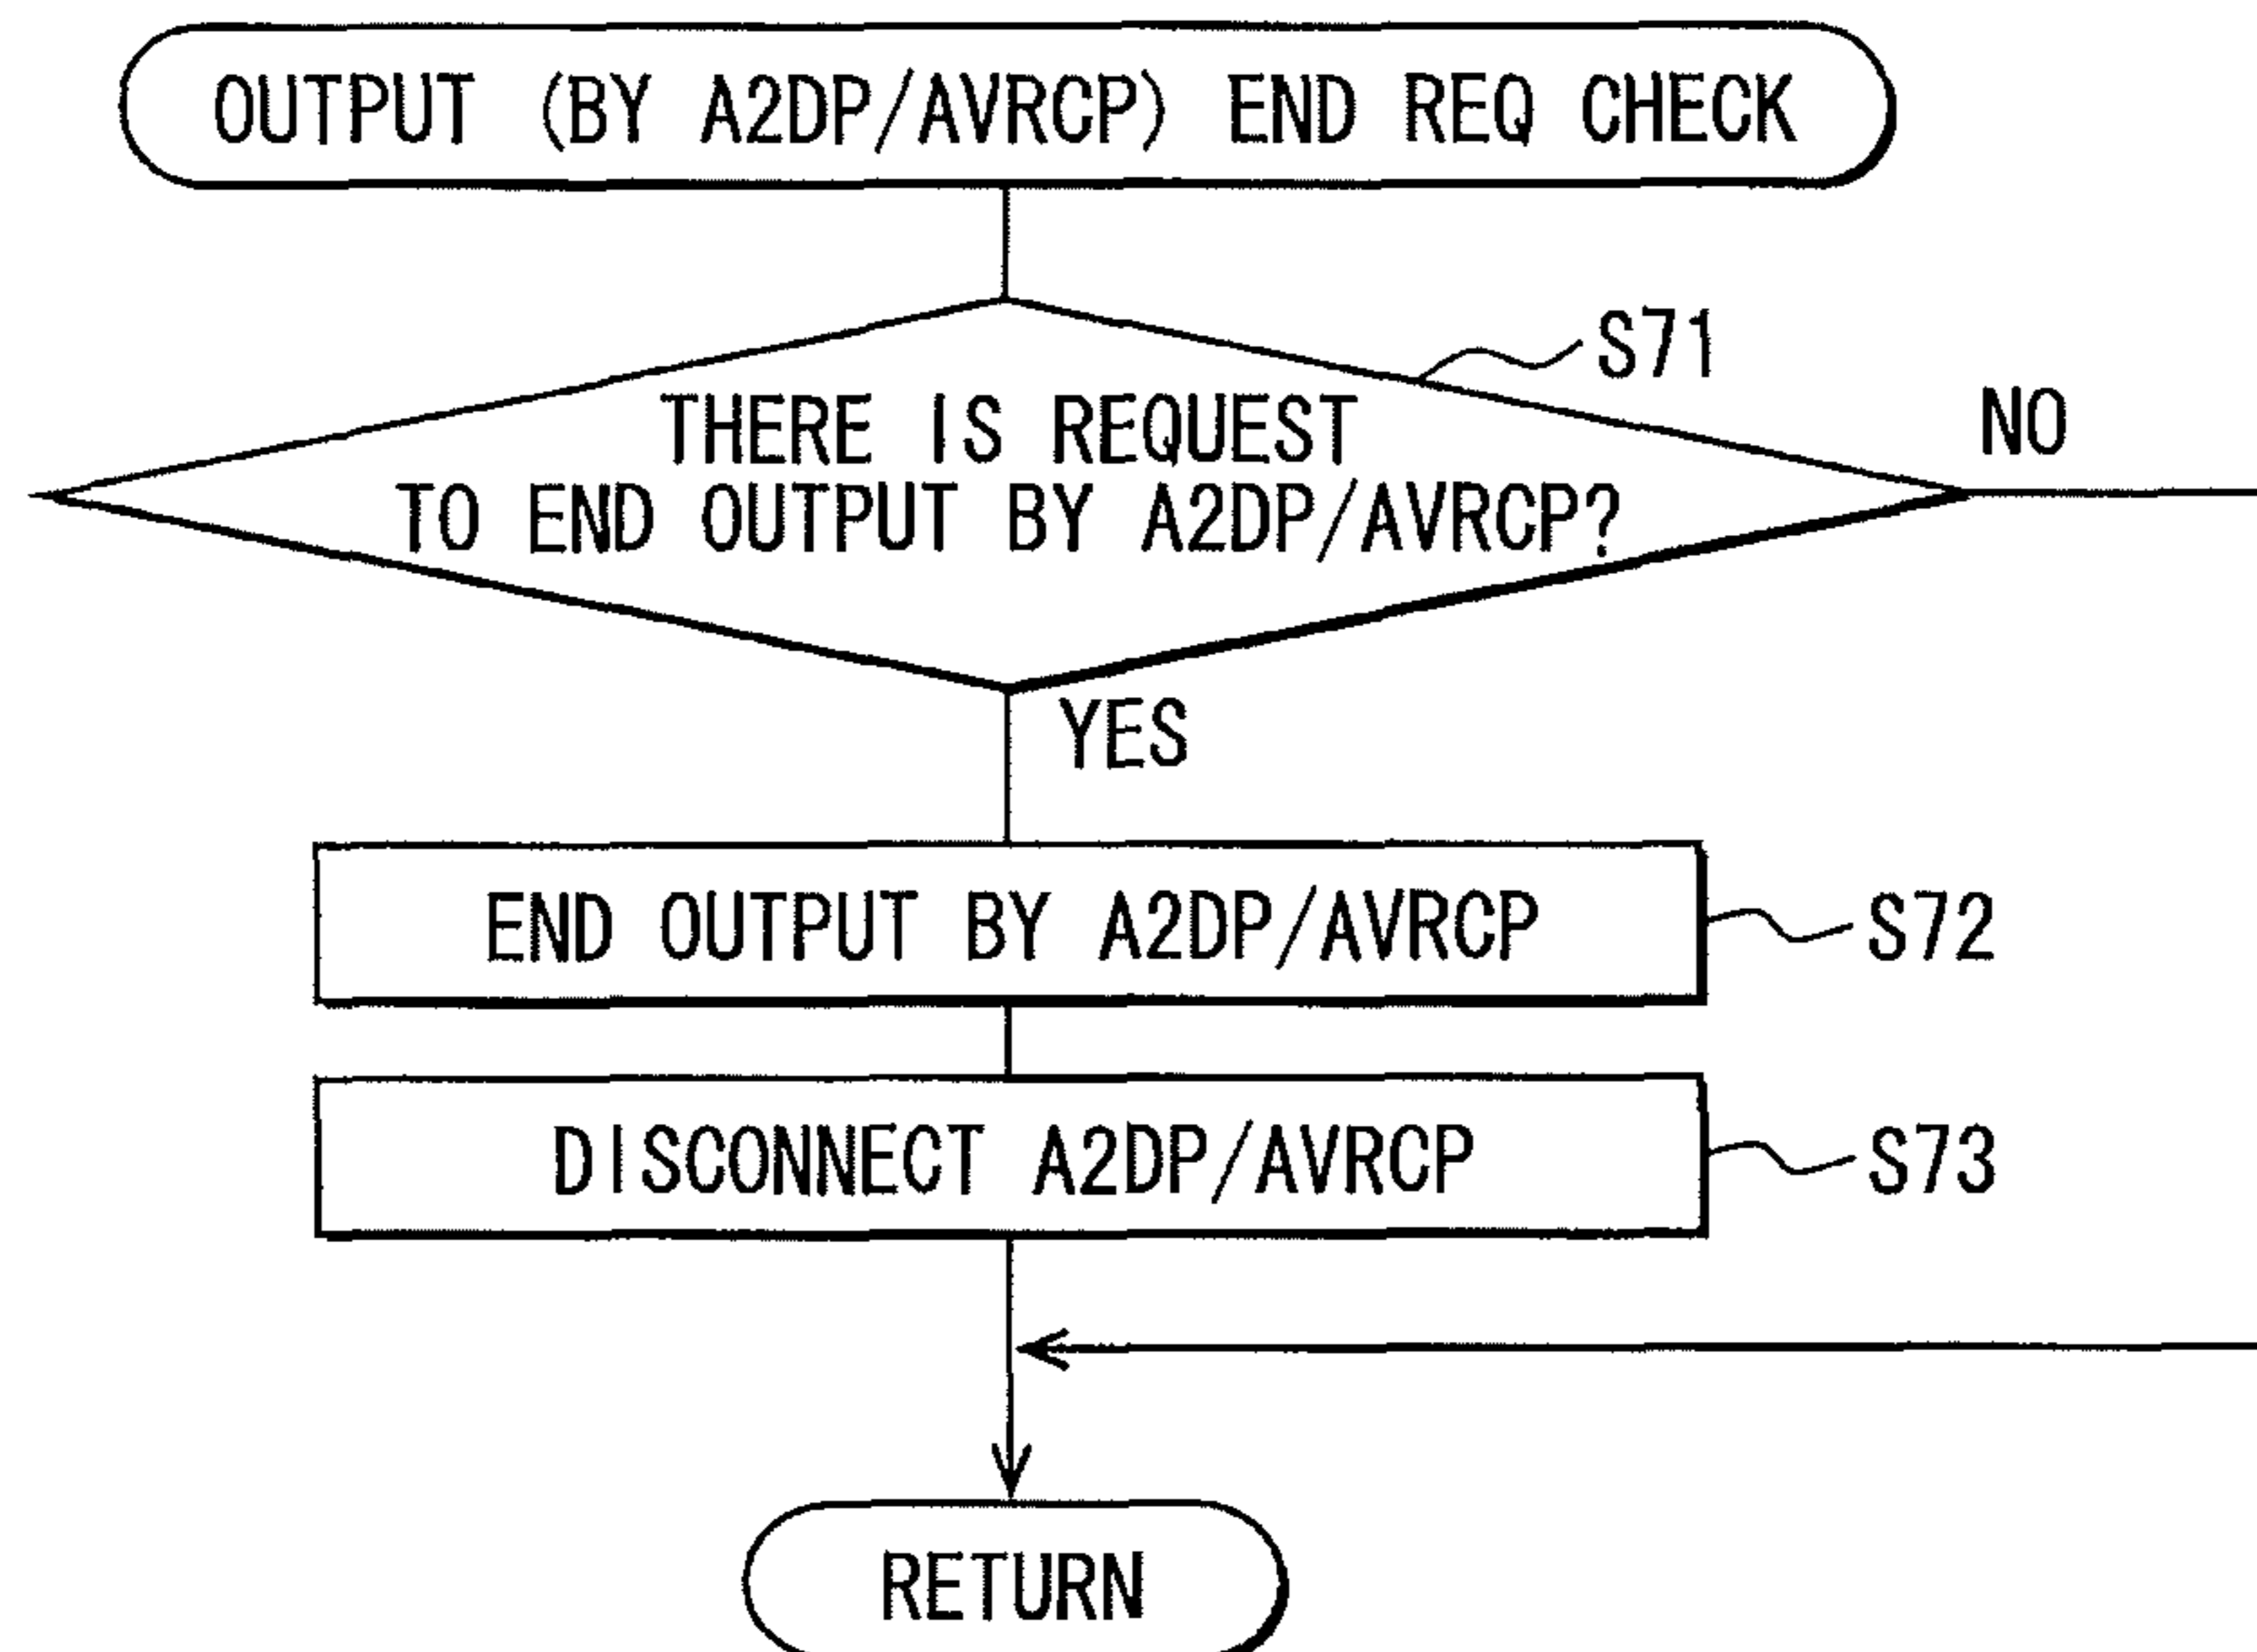 OUTPUT (BY A2DP/AVRCP) END REQ CHECK
S71
THERE IS REQUEST
NO
TO END OUTPUT BY A2DP/AVRCP?
YES
END OUTPUT BY A2DP/AVRCP
S72
DISCONNECT A2DP/AVRCP
S73
RETURN